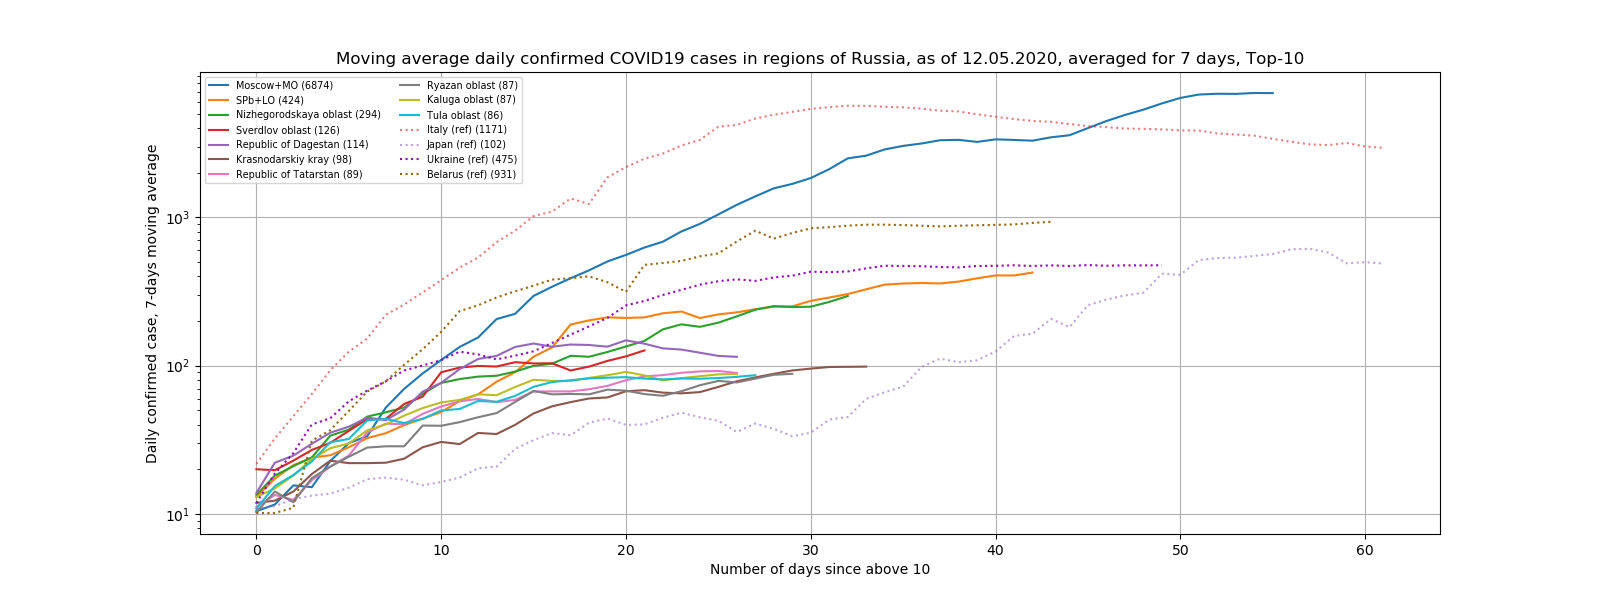 Moving average daily confirmed COVID19 cases in regions of Russia, as of 12.05.2020, averaged for 7 days, Top-10
Moscow+MO (6874)
SPb+LO (424)
Nizhegorodskaya oblast (294)
Sverdlov oblast (126)
Republic of Dagestan (114)
Krasnodarskiy kray (98)
Republic of Tatarstan (89)
Ryazan oblast (87)
Kaluga oblast (87)
Tula oblast (86)
Italy (ref) (1171)
Japan (ref) (102)
Ukraine (ref) (475)
Belarus (ref) (931)
Daily confirmed case, 7-days moving average
10³
10²
10¹
0 10 20 30 40 50 60
Number of days since above 10